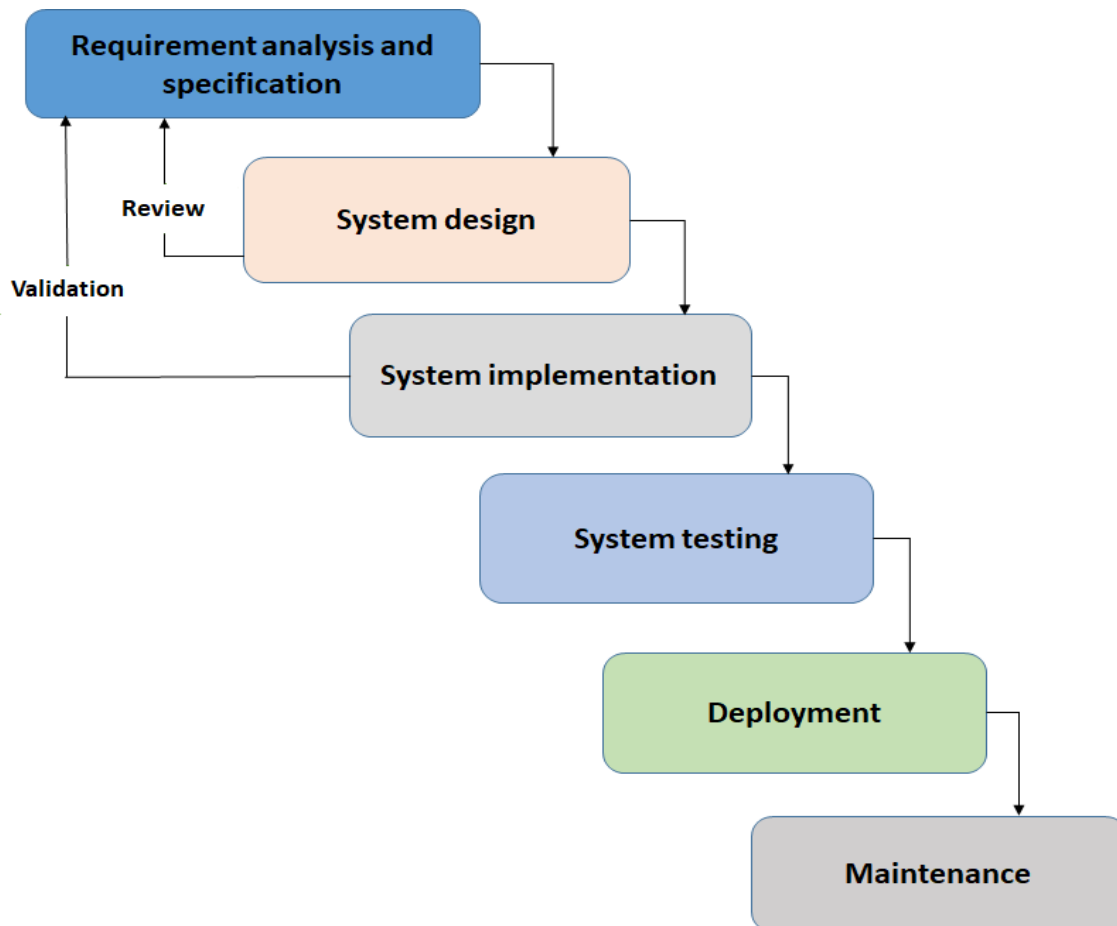 Requirement analysis and
specification
Review
System design
Validation
System implementation
System testing
Deployment
Maintenance